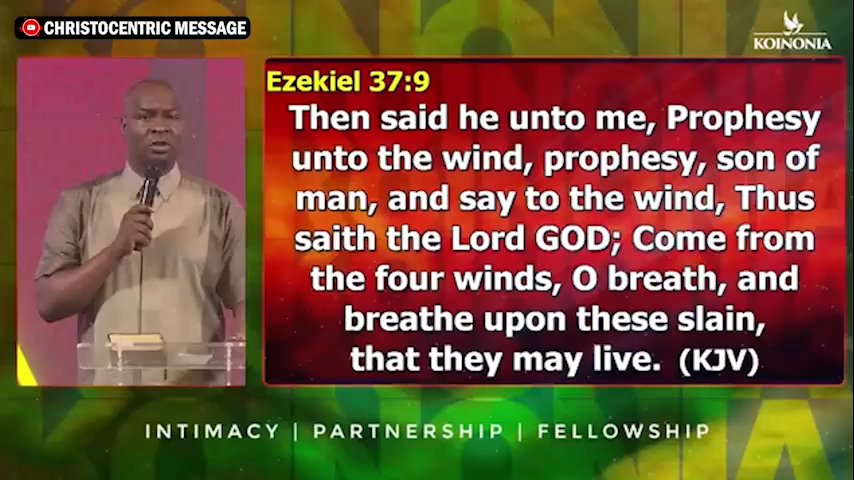 CHRISTOCENTRIC MESSAGE
KOINONIA
Ezekiel 37:9
Then said he unto me, Prophesy
unto the wind, prophesy, son of
man, and say to the wind, Thus
saith the Lord GOD; Come from
the four winds, O breath, and
breathe upon these slain,
that they may live. (KJV)
INTIMACY | PARTNERSHIP | FELLOWSHIP